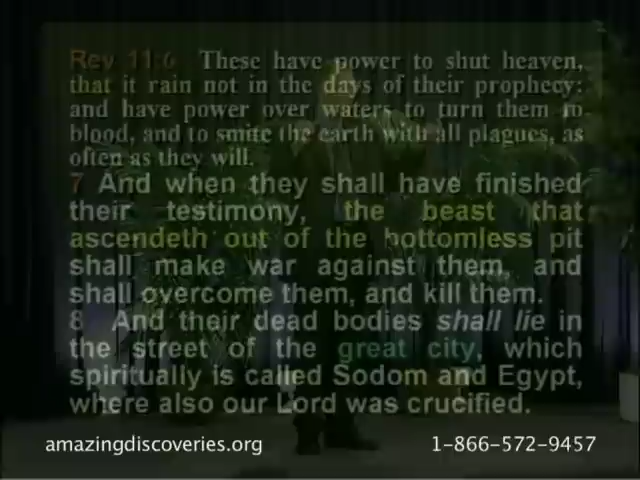 Rev 11:6 These have power to shut heaven,
that it rain not in the days of their prophecy:
and have power over waters to turn them to
blood, and to smite the earth with all plagues, as
often as they will.
7 And when they shall have finished
their testimony, the beast that
ascendeth out of the bottomless pit
shall make war against them, and
shall overcome them, and kill them.
8 And their dead bodies shall lie in
the street of the great city, which
spiritually is called Sodom and Egypt,
where also our Lord was crucified.
amazingdiscoveries.org 1-866-572-9457